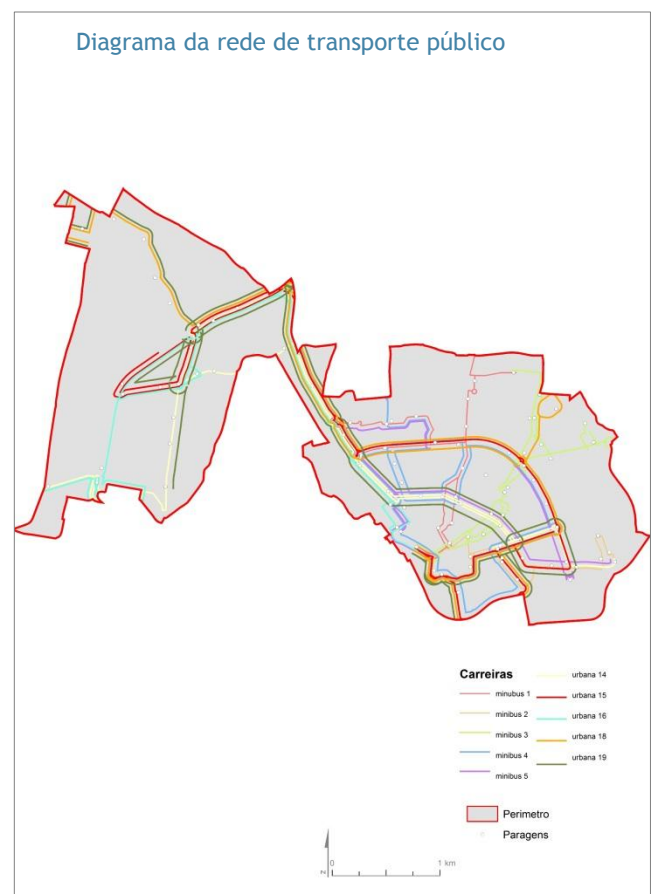 Diagrama da rede de transporte público
Carreiras
minubus 1
minibus 2
minibus 3
minibus 4
minibus 5
urbana 14
urbana 15
urbana 16
urbana 18
urbana 19
Perimetro
Paragens
N
0 1 km